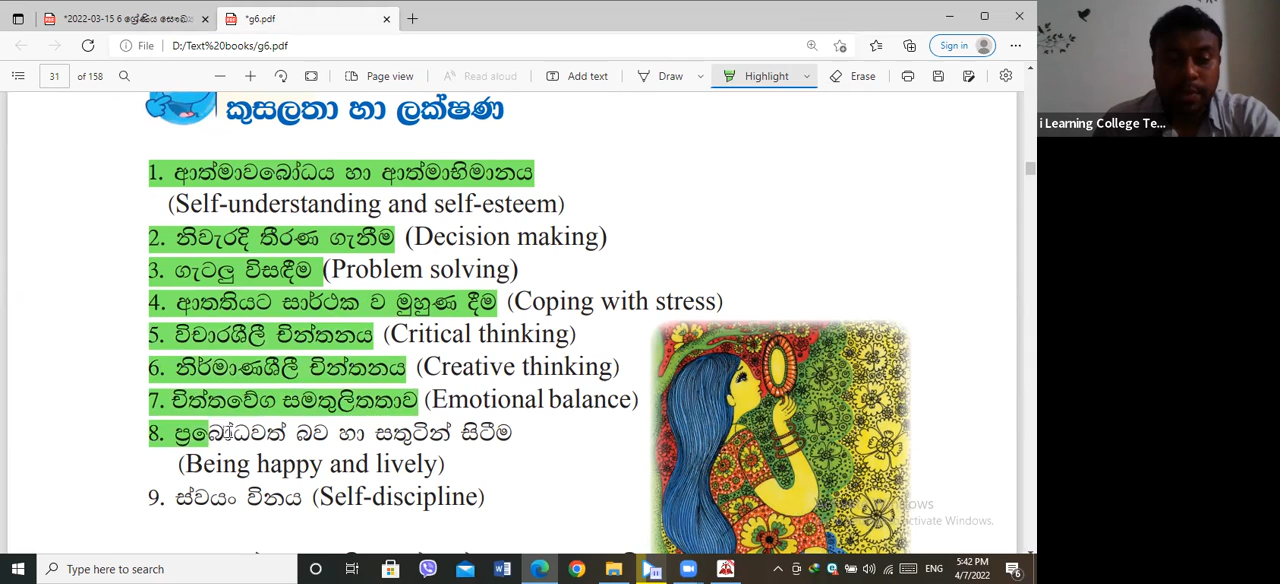 *2022-03-15 6 ශ්‍රේණිය සෞඛ්‍ය
*g6.pdf
File
D:/Text%20books/g6.pdf
Sign in
31 of 158
Page view
Read aloud
Add text
Draw
Highlight
Erase
i Learning College Te...
කුසලතා හා ලක්ෂණ
1. ආත්මාවබෝධය හා ආත්මාභිමානය
(Self-understanding and self-esteem)
2. නිවැරදි තීරණ ගැනීම (Decision making)
3. ගැටලු විසඳීම (Problem solving)
4. ආතතියට සාර්ථක ව මුහුණ දීම (Coping with stress)
5. විචාරශීලී චින්තනය (Critical thinking)
6. නිර්මාණශීලී චින්තනය (Creative thinking)
7. චිත්තවේග සමතුලිතතාව (Emotional balance)
8. ප්‍රබෝධවත් බව හා සතුටින් සිටීම
(Being happy and lively)
9. ස්වයං විනය (Self-discipline)
Type here to search
ENG
5:42 PM
4/7/2022